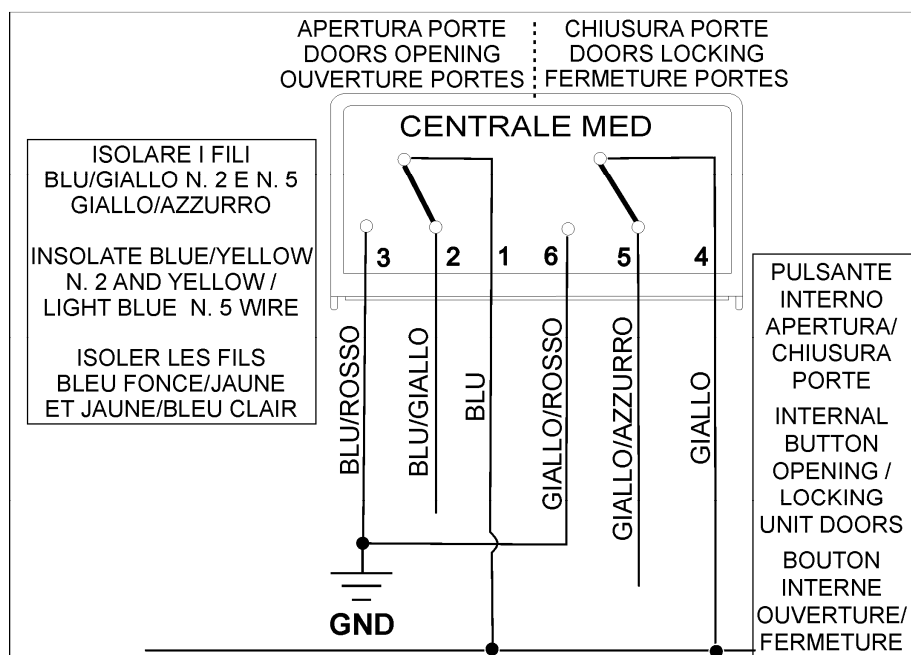 APERTURA PORTE
DOORS OPENING
OUVERTURE PORTES
CHIUSURA PORTE
DOORS LOCKING
FERMETURE PORTES
CENTRALE MED
ISOLARE I FILI
BLU/GIALLO N. 2 E N. 5
GIALLO/AZZURRO
INSOLATE BLUE/YELLOW
N. 2 AND YELLOW /
LIGHT BLUE N. 5 WIRE
ISOLER LES FILS
BLEU FONCE/JAUNE
ET JAUNE/BLEU CLAIR
3 2 1 6 5 4
BLU/ROSSO
BLU/GIALLO
BLU
GIALLO/ROSSO
GIALLO/AZZURRO
GIALLO
GND
PULSANTE
INTERNO
APERTURA/
CHIUSURA
PORTE
INTERNAL
BUTTON
OPENING /
LOCKING
UNIT DOORS
BOUTON
INTERNE
OUVERTURE/
FERMETURE